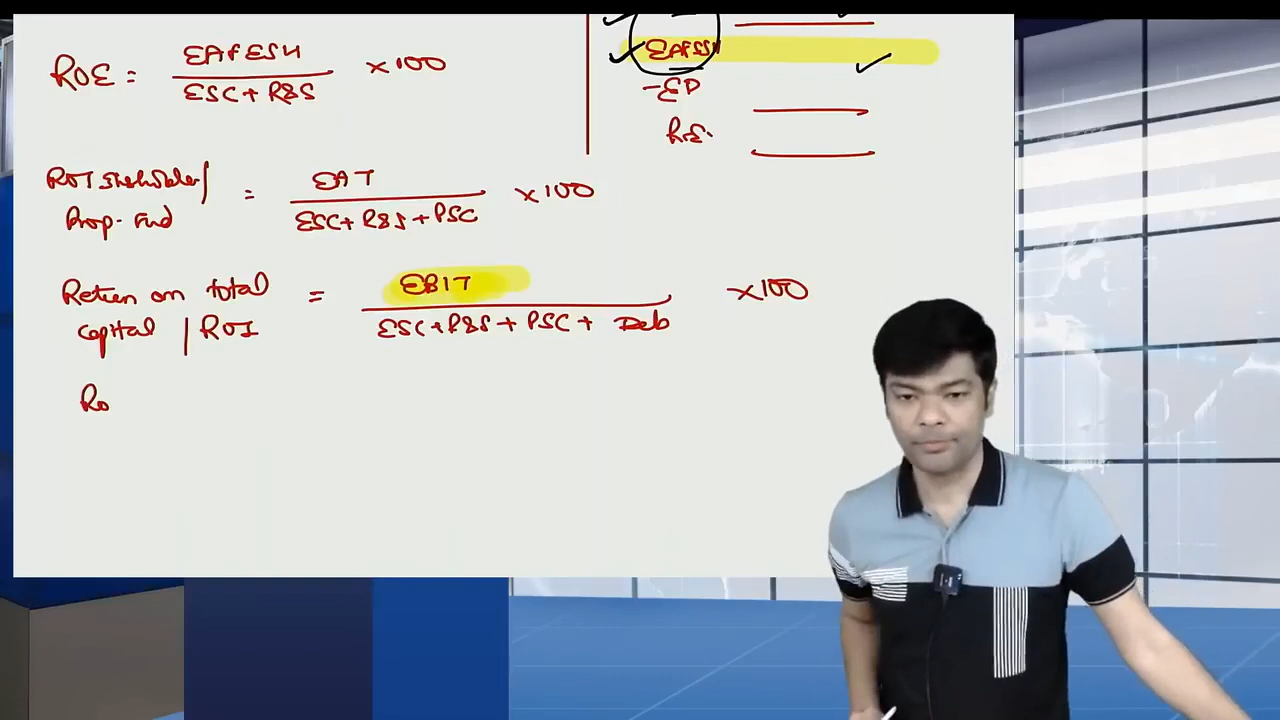 ROE = EAFESH / ESC + R&S × 100
EAFESH
- ED
R.E.
ROI Shareholder / = EAT / ESC + R&S + PSC × 100
Prop. Fund
Return on total = EBIT / ESC + R&S + PSC + Deb × 100
capital | ROI
Ro